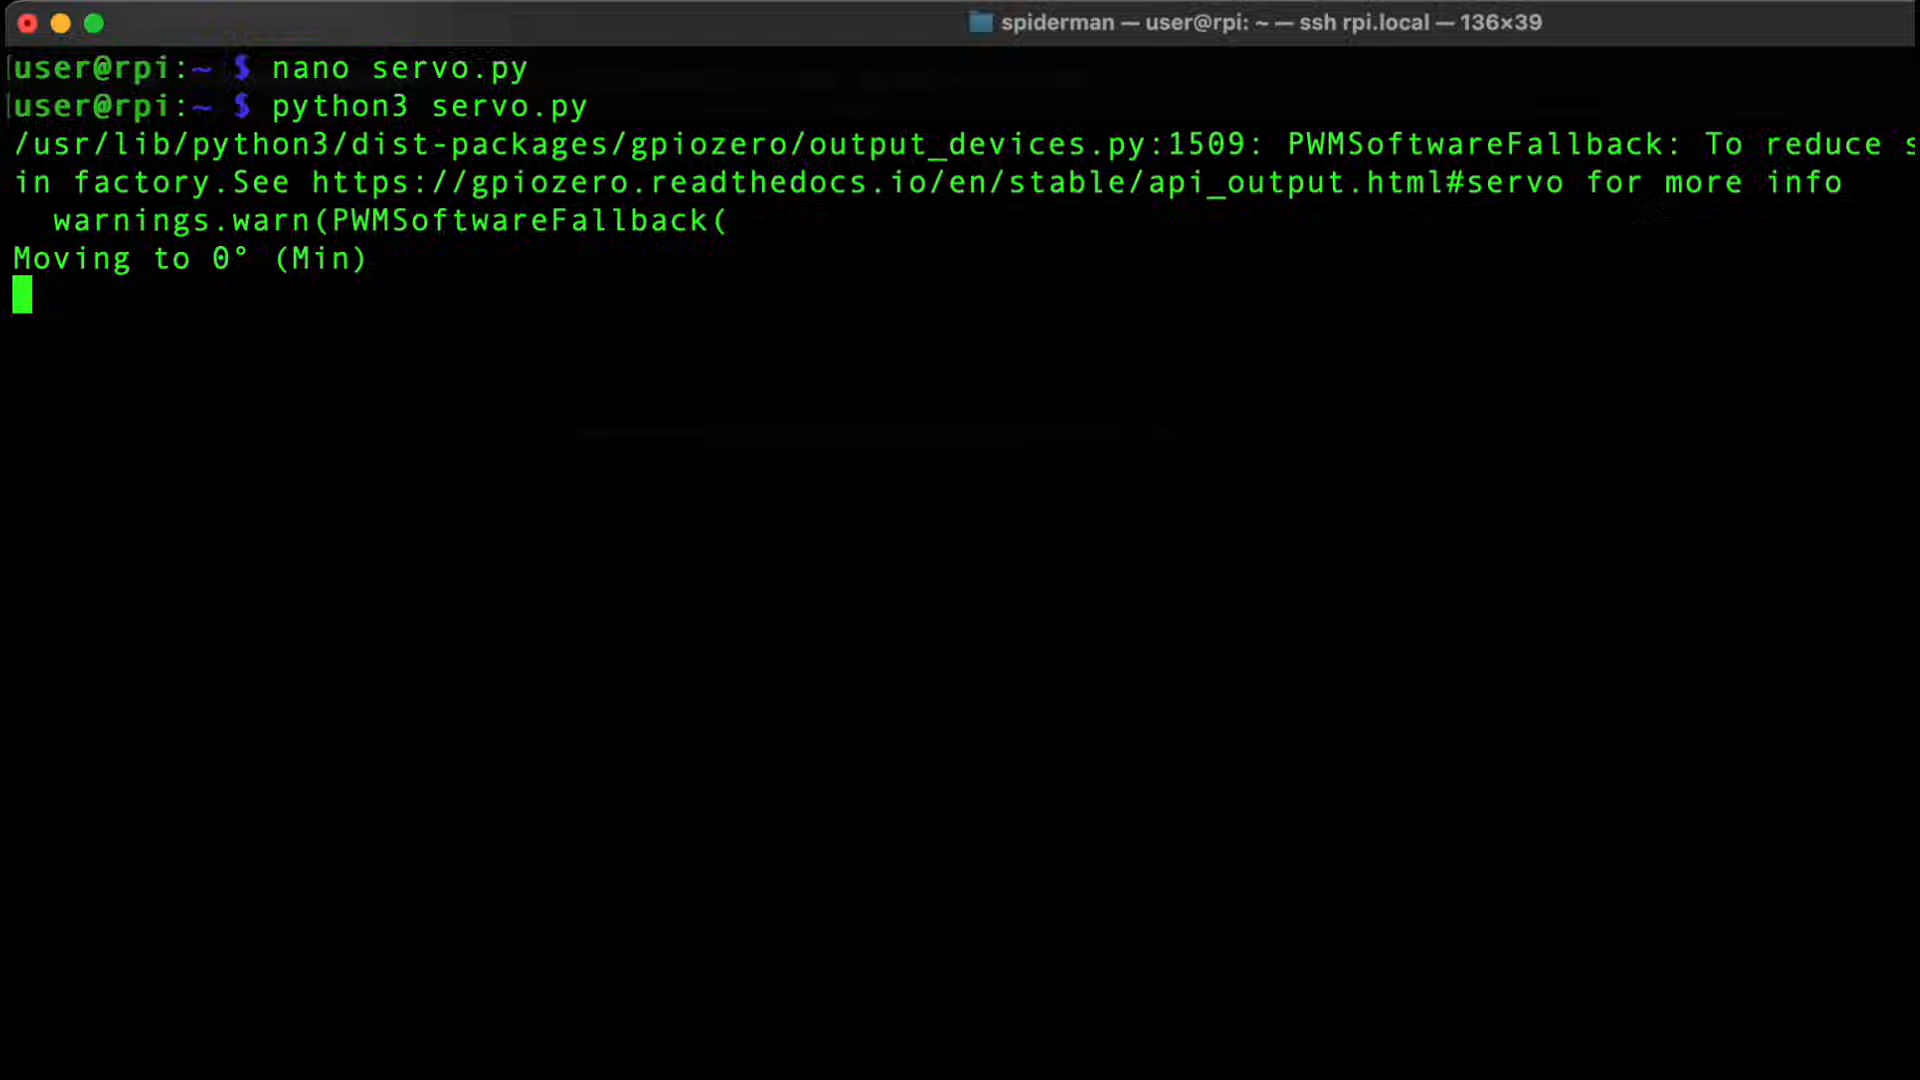 spiderman — user@rpi: ~ — ssh rpi.local — 136×39
user@rpi:~ $ nano servo.py
user@rpi:~ $ python3 servo.py
/usr/lib/python3/dist-packages/gpiozero/output_devices.py:1509: PWMSoftwareFallback: To reduce
in factory.See https://gpiozero.readthedocs.io/en/stable/api_output.html#servo for more info
warnings.warn(PWMSoftwareFallback(
Moving to 0° (Min)